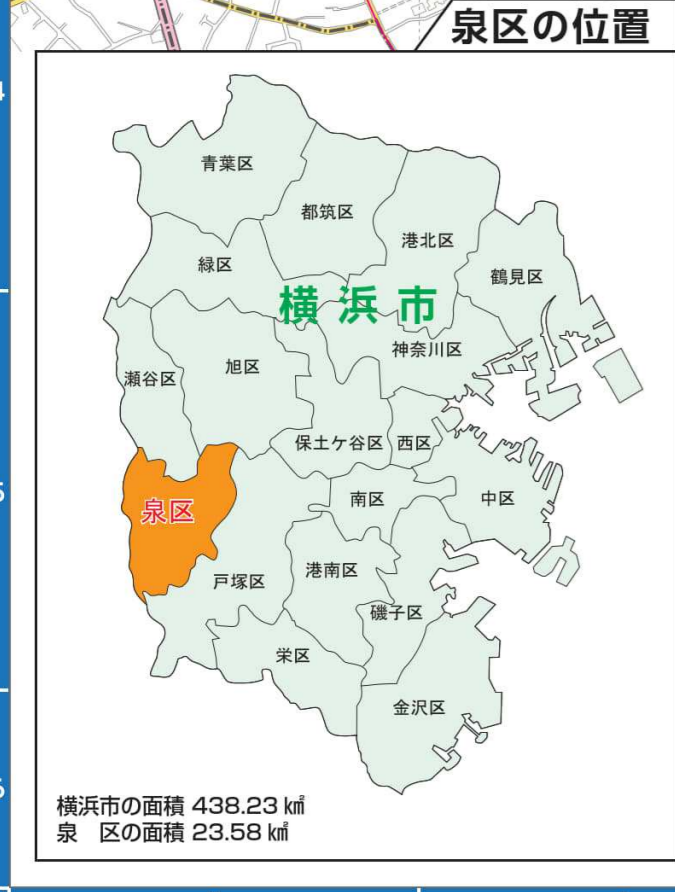 泉区の位置
4
青葉区
都筑区
港北区
緑区
鶴見区
横浜市
神奈川区
瀬谷区
旭区
保土ケ谷区
西区
泉区
南区
中区
戸塚区
港南区
磯子区
栄区
金沢区
横浜市の面積 438.23 ㎢
泉 区の面積 23.58 ㎢